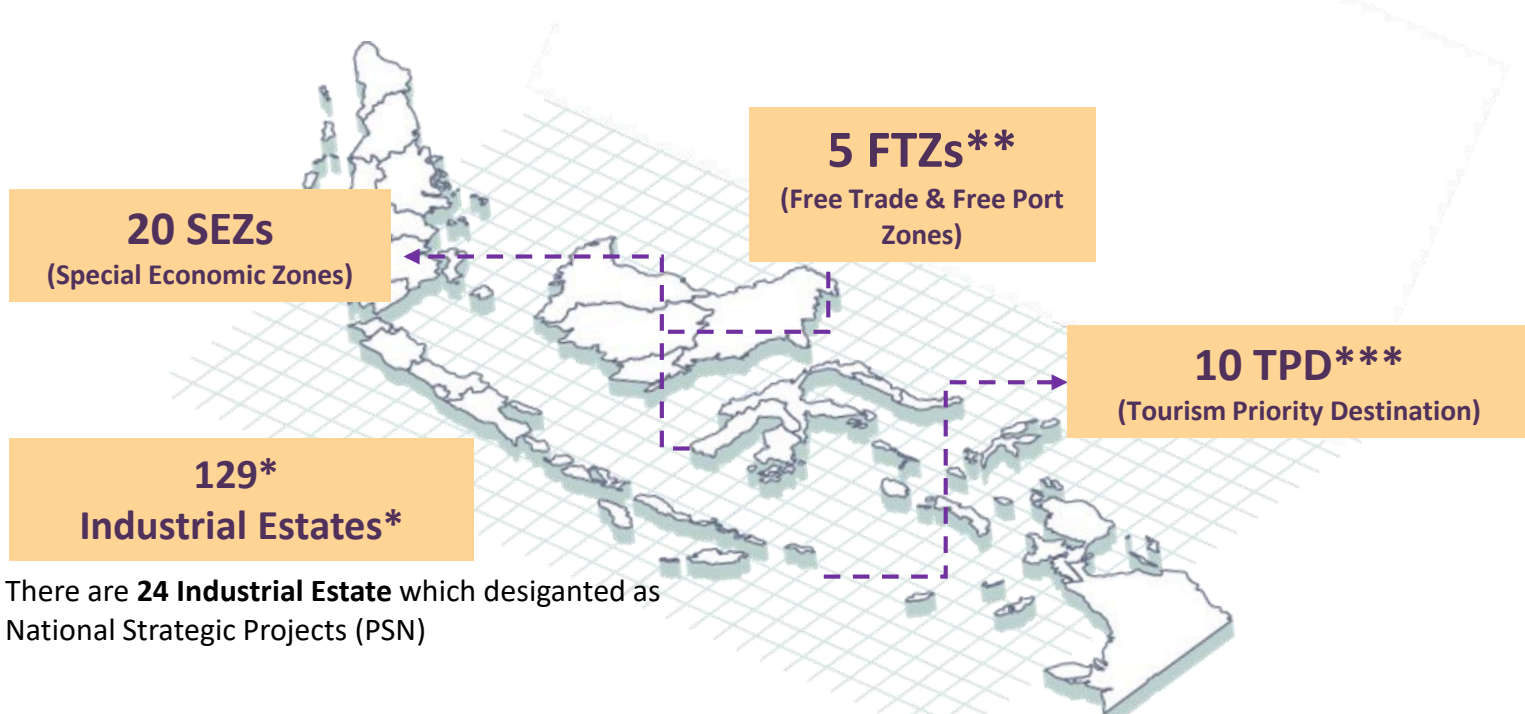 5 FTZs**
(Free Trade & Free Port
Zones)
20 SEZs
(Special Economic Zones)
10 TPD***
(Tourism Priority Destination)
129*
Industrial Estates*
There are 24 Industrial Estate which desiganted as
National Strategic Projects (PSN)